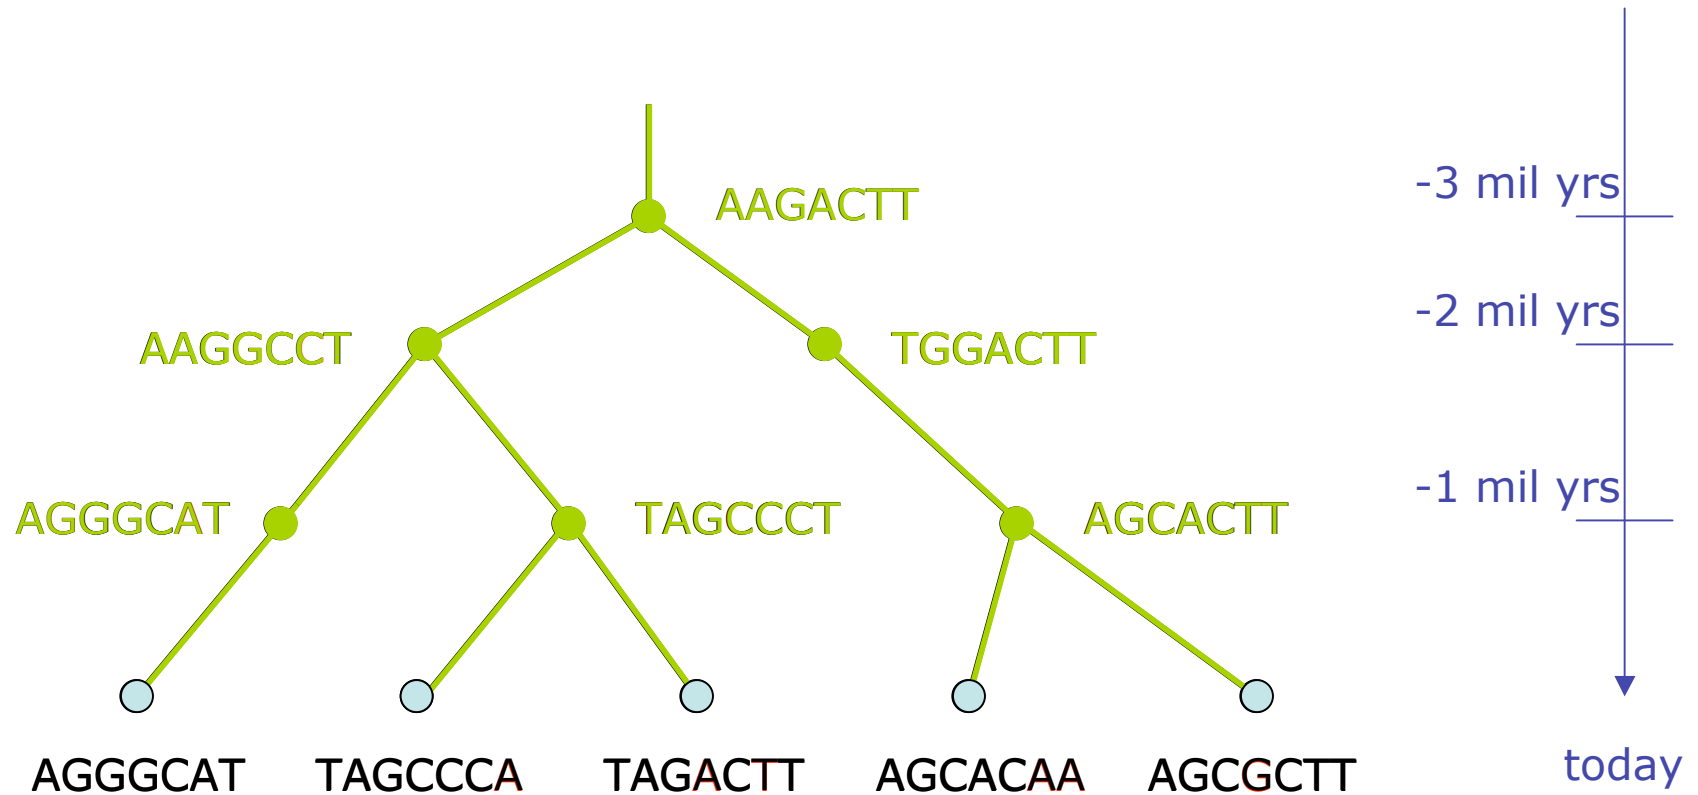 -3 mil yrs
AAGACTT
-2 mil yrs
AAGGCCT
TGGACTT
-1 mil yrs
AGGGCAT
TAGCCCT
AGCACTT
AGGGCAT
TAGCCCA
TAGACTT
AGCACAA
AGCGCTT
today